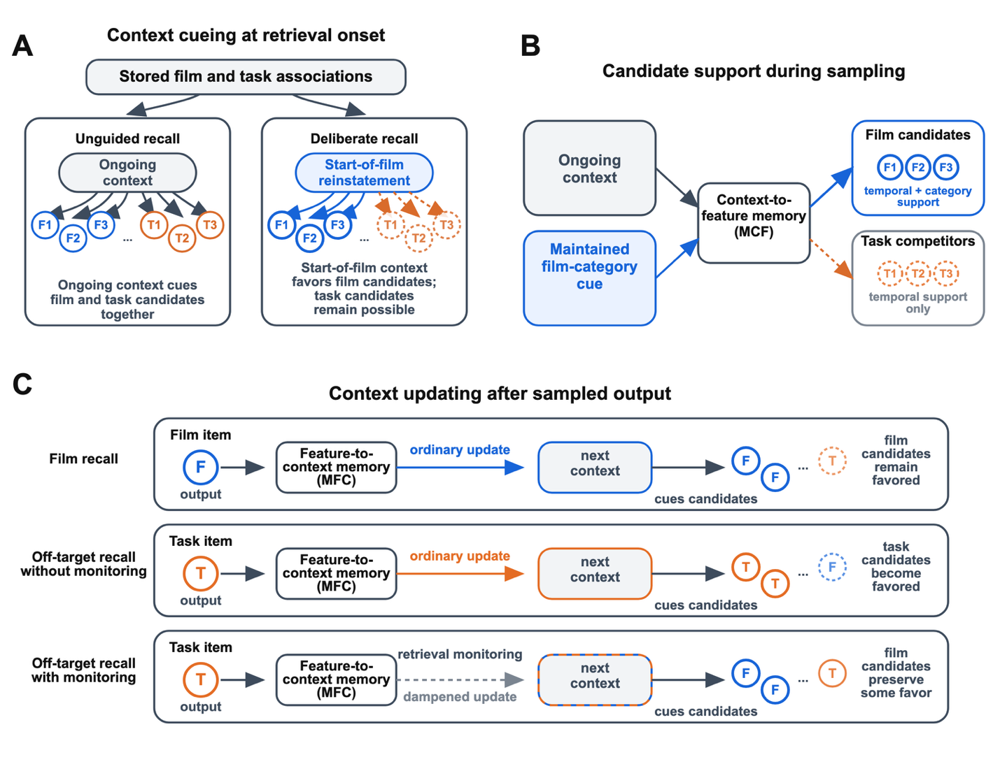 A
Context cueing at retrieval onset
Stored film and task associations
Unguided recall
Ongoing
context
F1
F2
F3
...
T1
T2
T3
Ongoing context cues
film and task candidates
together
Deliberate recall
Start-of-film
reinstatement
F1
F2
F3
...
T1
T2
T3
Start-of-film context
favors film candidates;
task candidates
remain possible
B
Candidate support during sampling
Ongoing
context
Maintained
film-category
cue
Context-to-
feature memory
(MCF)
Film candidates
F1 F2 F3
temporal + category
support
Task competitors
T1 T2 T3
temporal support
only
C
Context updating after sampled output
Film recall
Film item
F
output
Feature-to-
context memory
(MFC)
ordinary update
next
context
cues candidates
F
F
...
T
film
candidates
remain
favored
Off-target recall
without monitoring
Task item
T
output
Feature-to-
context memory
(MFC)
ordinary update
next
context
cues candidates
T
T
...
F
task
candidates
become
favored
Off-target recall
with monitoring
Task item
T
output
Feature-to-
context memory
(MFC)
retrieval monitoring
dampened update
next
context
cues candidates
F
F
...
T
film
candidates
preserve
some favor